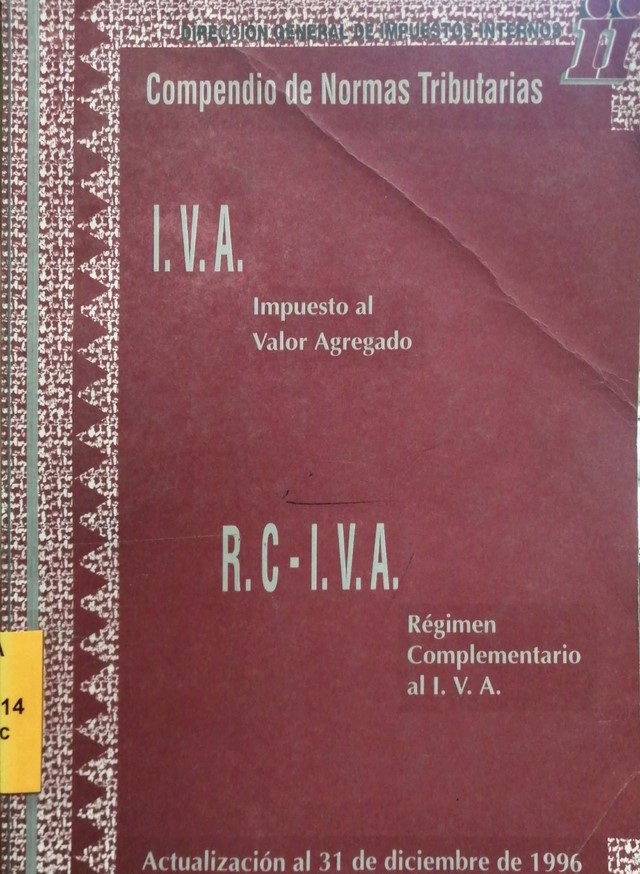 DIRECCION GENERAL DE IMPUESTOS INTERNOS
ii
Compendio de Normas Tributarias
I.V.A.
Impuesto al
Valor Agregado
R.C-I.V.A.
Régimen
Complementario
al I. V. A.
A
14
C
Actualización al 31 de diciembre de 1996